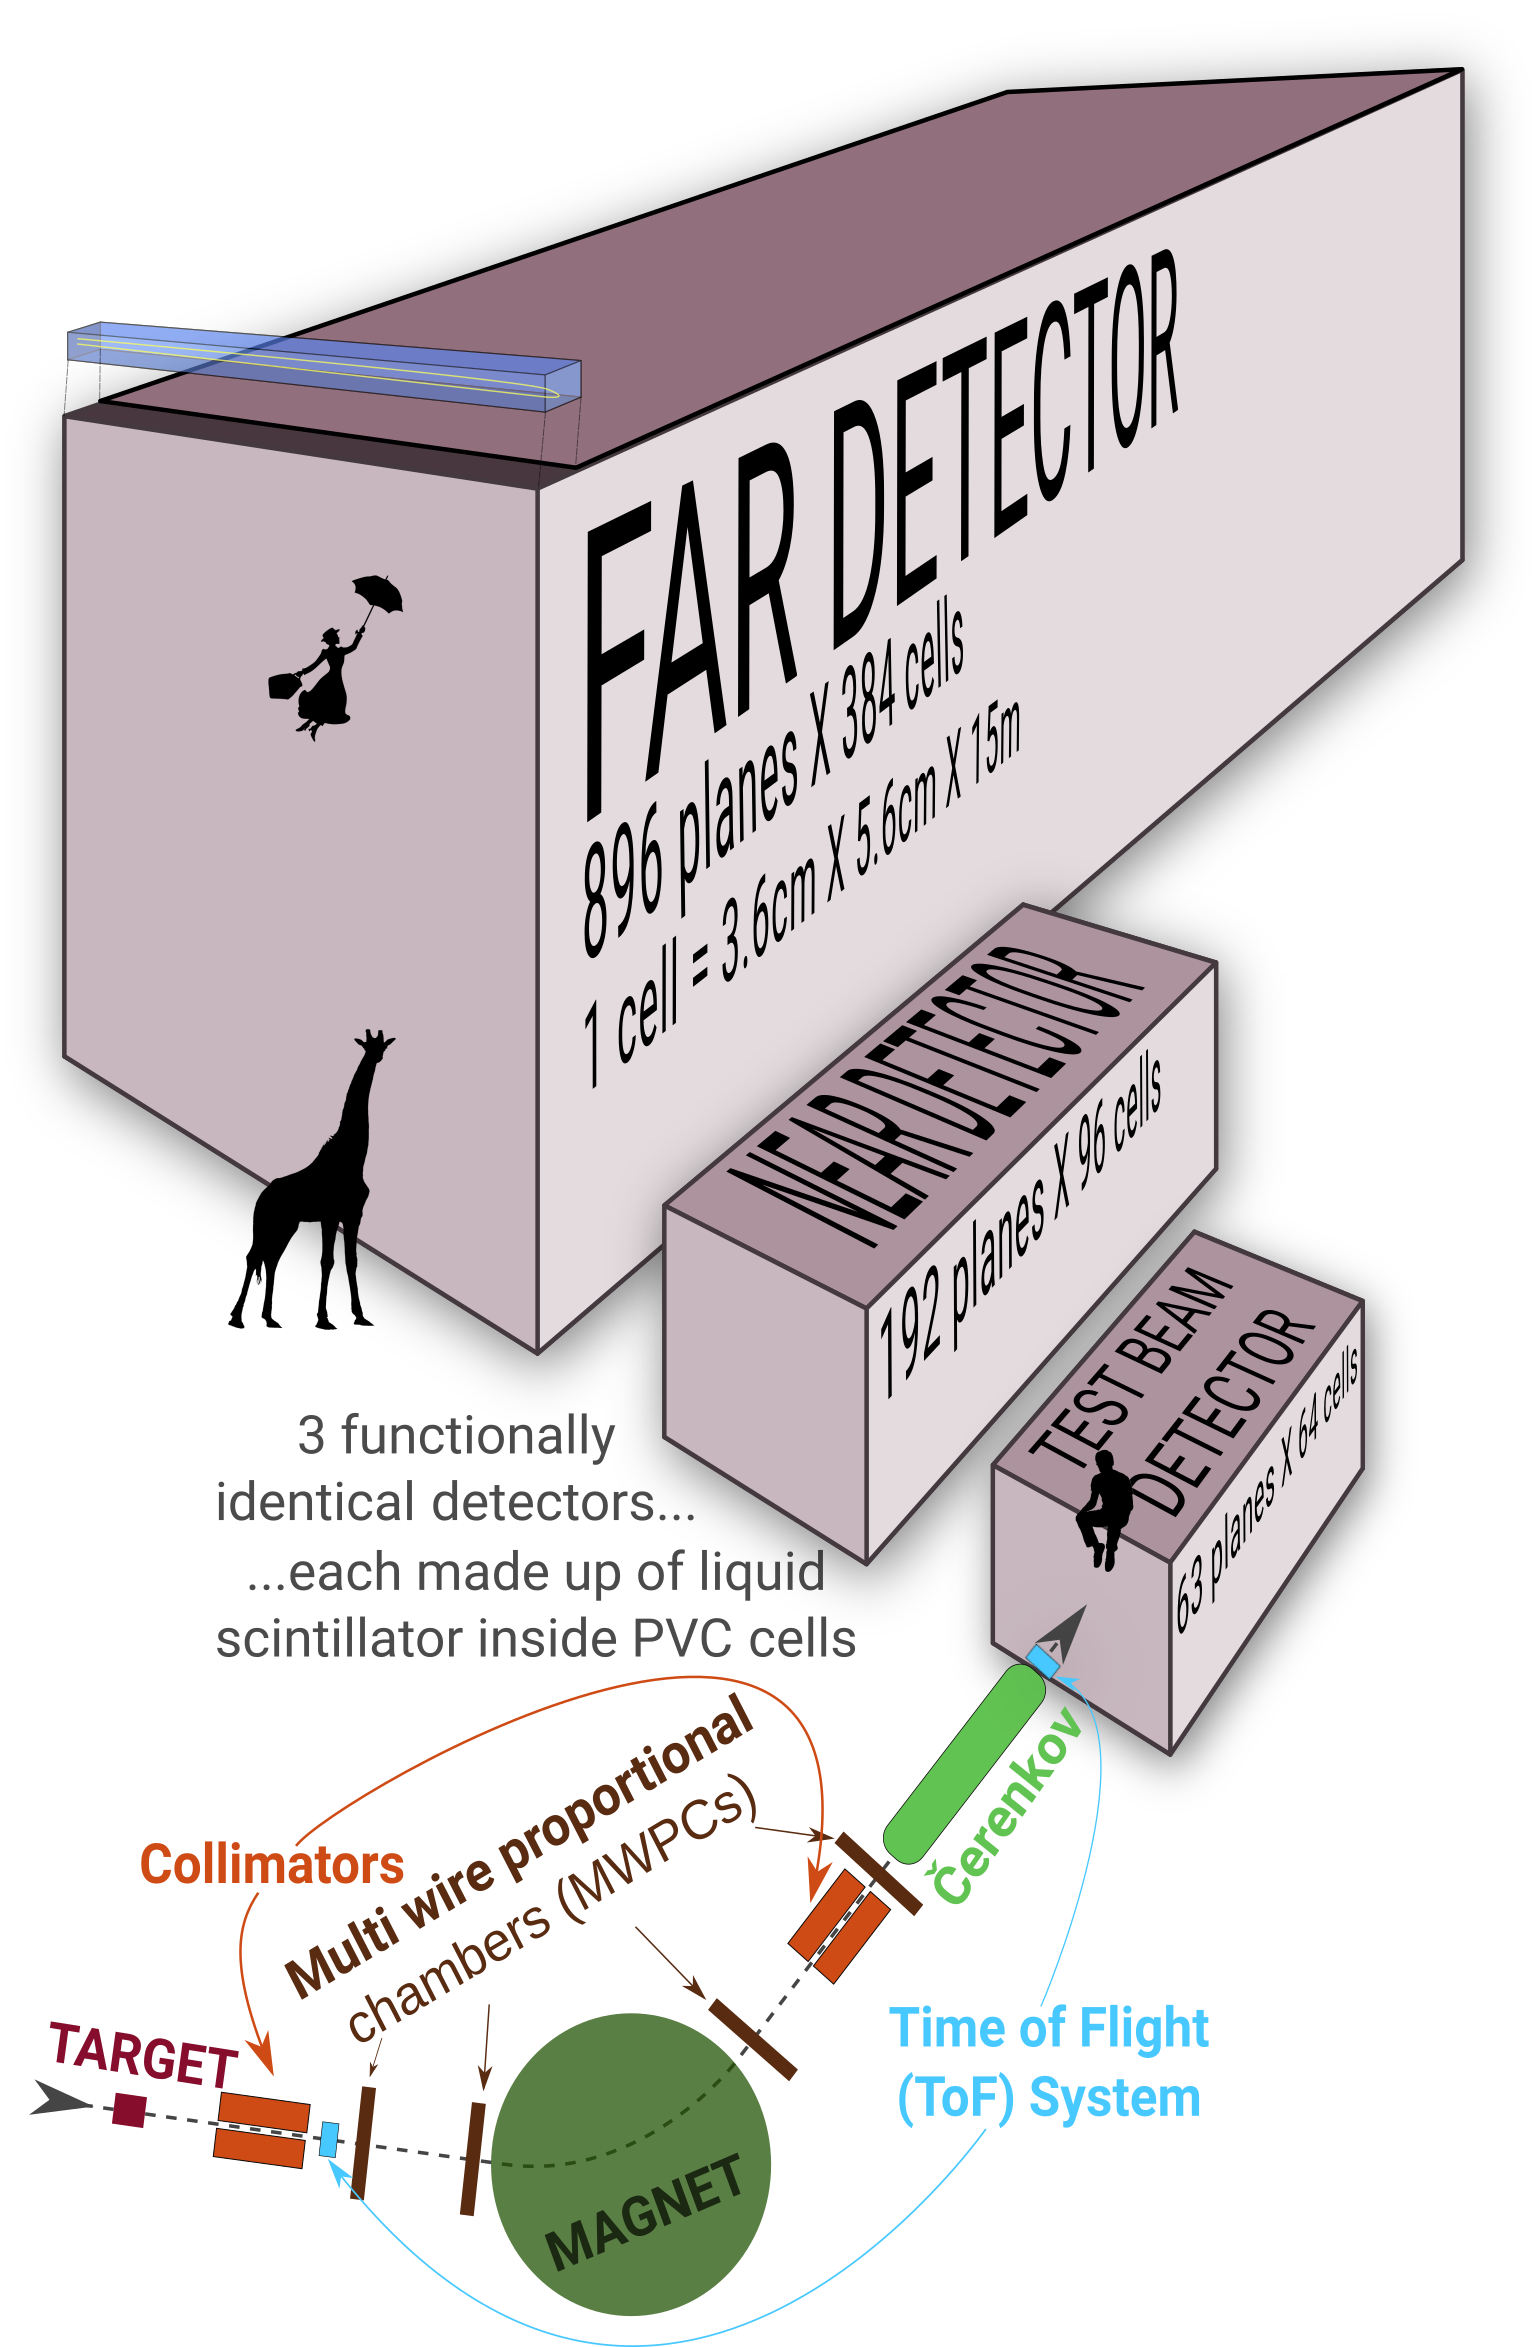 FAR DETECTOR
896 planes X 384 cells
1 cell = 3.6cm X 5.6cm X 15m
NEAR DETECTOR
192 planes X 96 cells
TEST BEAM
DETECTOR
63 planes X 64 cells
3 functionally
identical detectors...
...each made up of liquid
scintillator inside PVC cells
Collimators
Multi wire proportional
chambers (MWPCs)
Čerenkov
TARGET
Time of Flight
(ToF) System
MAGNET